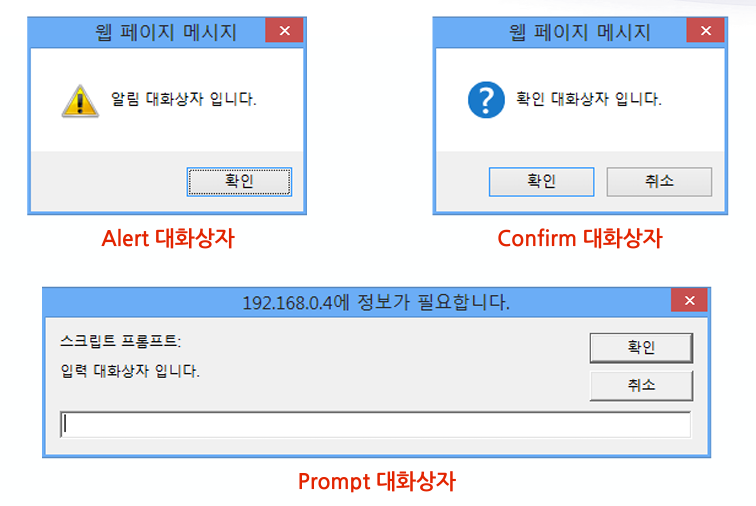 웹 페이지 메시지
알림 대화상자 입니다.
확인
Alert 대화상자
웹 페이지 메시지
확인 대화상자 입니다.
확인 취소
Confirm 대화상자
192.168.0.4에 정보가 필요합니다.
스크립트 프롬프트:
확인
입력 대화상자 입니다.
취소
Prompt 대화상자